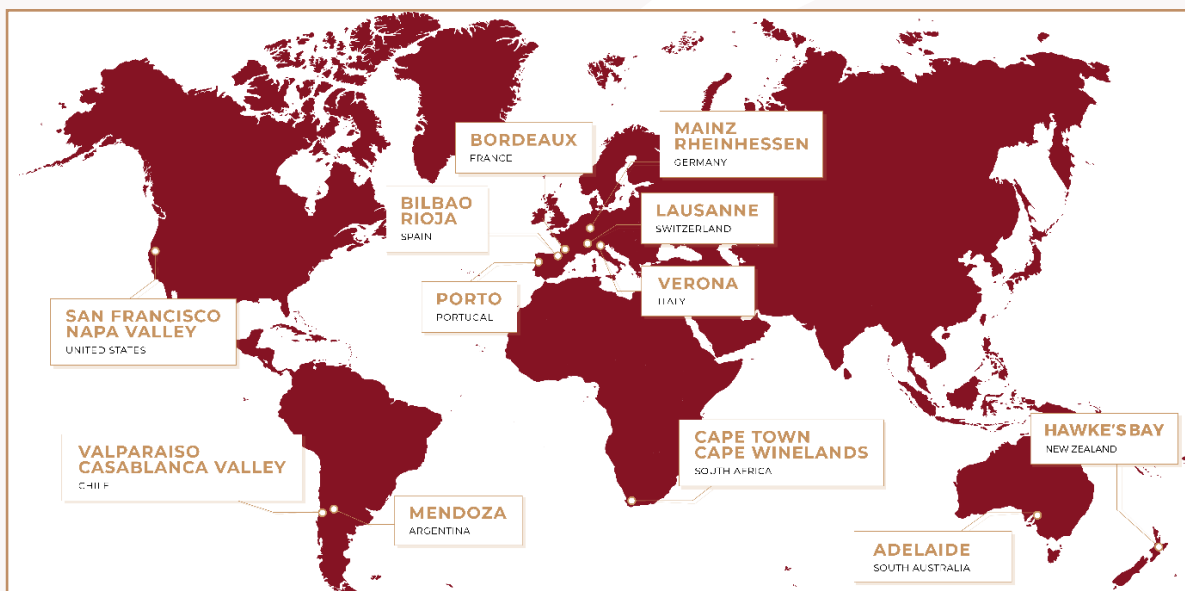 BORDEAUX
FRANCE
MAINZ
RHEINHESSEN
GERMANY
BILBAO
RIOJA
SPAIN
LAUSANNE
SWITZERLAND
PORTO
PORTUGAL
VERONA
ITALY
SAN FRANCISCO
NAPA VALLEY
UNITED STATES
VALPARAISO
CASABLANCA VALLEY
CHILE
MENDOZA
ARGENTINA
CAPE TOWN
CAPE WINELANDS
SOUTH AFRICA
HAWKE'S BAY
NEW ZEALAND
ADELAIDE
SOUTH AUSTRALIA